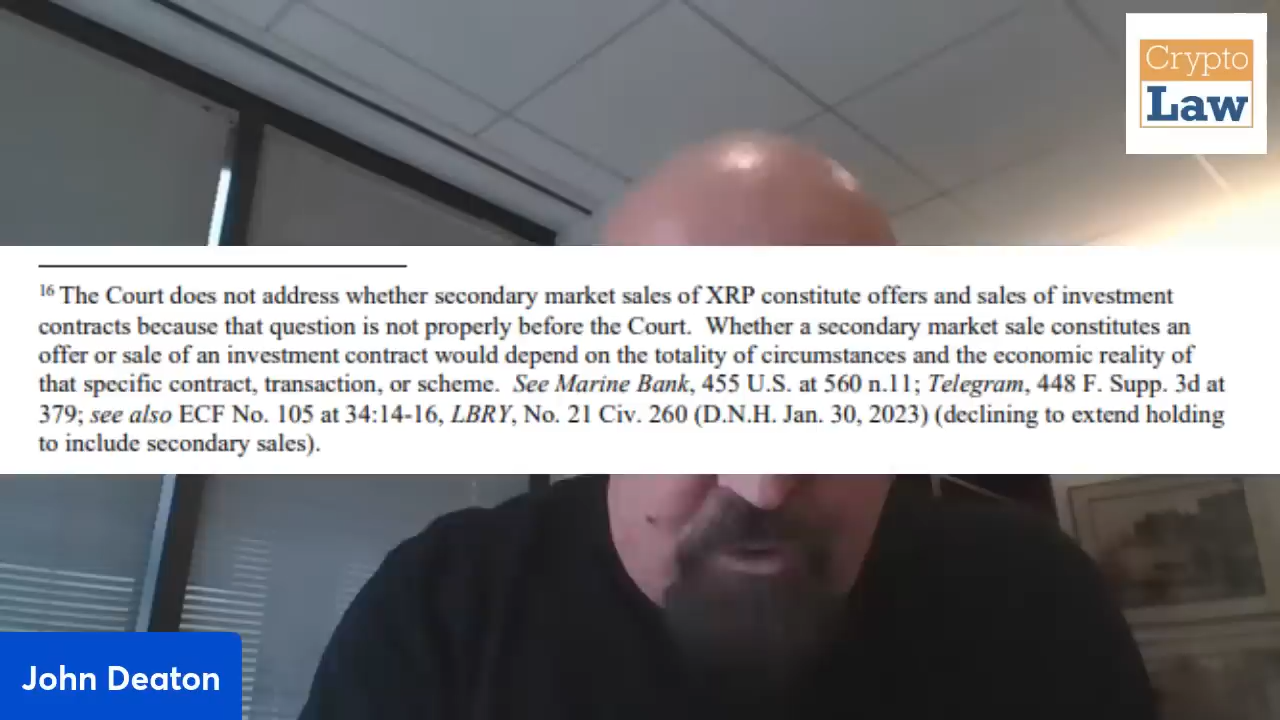 Crypto
Law
16 The Court does not address whether secondary market sales of XRP constitute offers and sales of investment
contracts because that question is not properly before the Court. Whether a secondary market sale constitutes an
offer or sale of an investment contract would depend on the totality of circumstances and the economic reality of
that specific contract, transaction, or scheme. See Marine Bank, 455 U.S. at 560 n.11; Telegram, 448 F. Supp. 3d at
379; see also ECF No. 105 at 34:14-16, LBRY, No. 21 Civ. 260 (D.N.H. Jan. 30, 2023) (declining to extend holding
to include secondary sales).
John Deaton